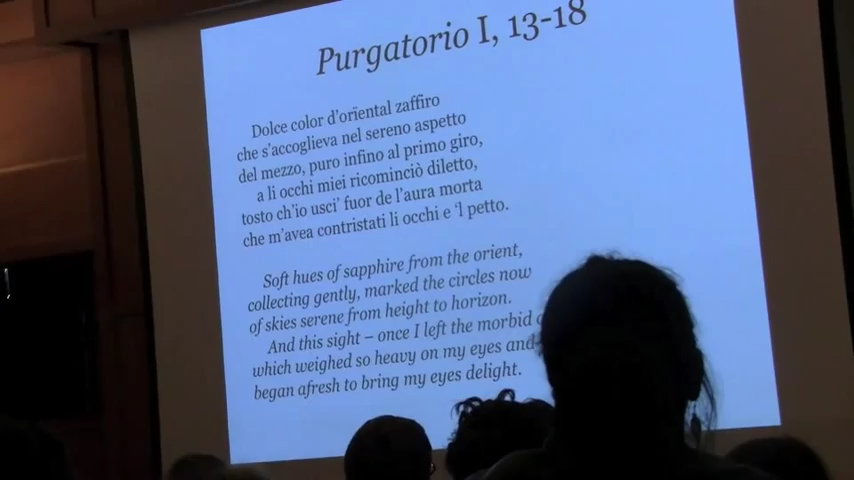 Purgatorio I, 13-18
Dolce color d'orïental zaffiro
che s'accoglieva nel sereno aspetto
del mezzo, puro infino al primo giro,
a li occhi miei ricominciò diletto,
tosto ch'io usci' fuor de l'aura morta
che m'avea contristati li occhi e 'l petto.
Soft hues of sapphire from the orient,
collecting gently, marked the circles now
of skies serene from height to horizon.
And this sight – once I left the morbid
which weighed so heavy on my eyes and
began afresh to bring my eyes delight.